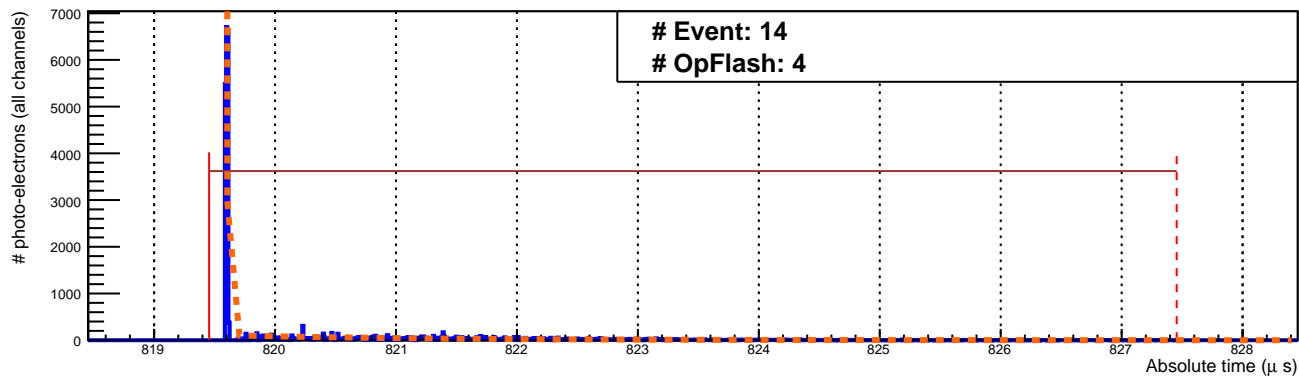 # Event: 14
# OpFlash: 4
# photo-electrons (all channels)
7000
6000
5000
4000
3000
2000
1000
0
819 820 821 822 823 824 825 826 827 828
Absolute time (μ s)